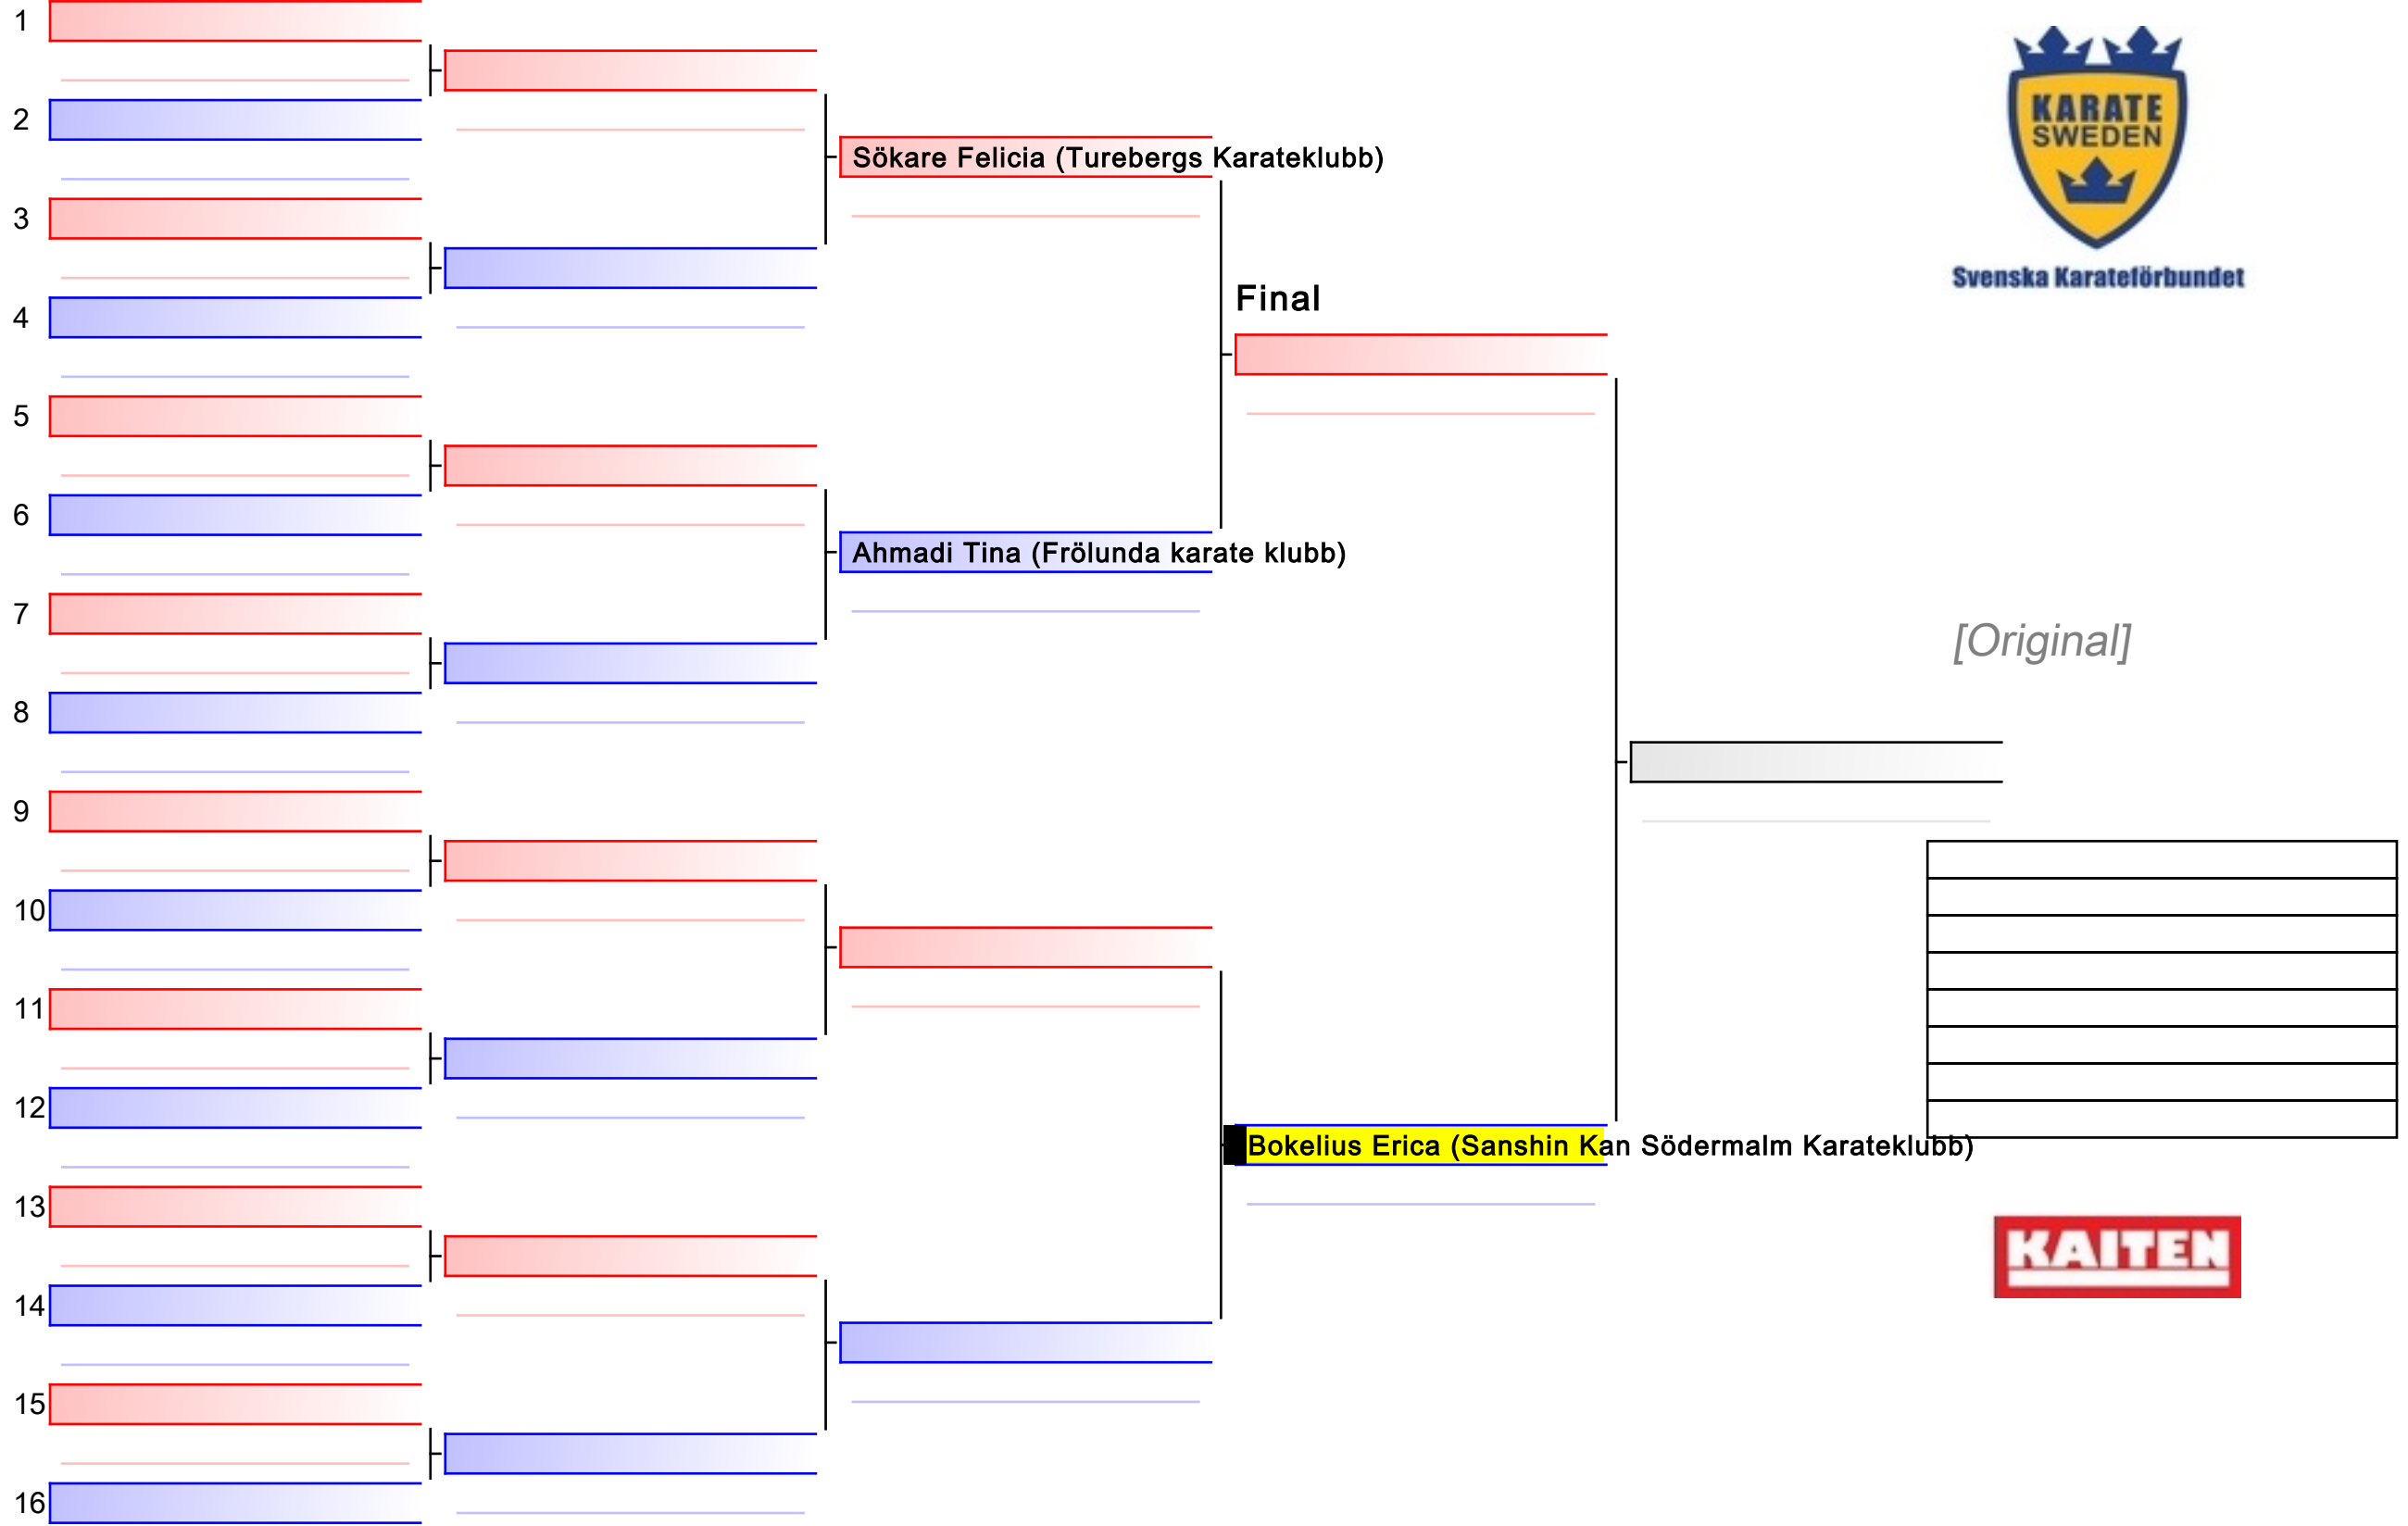 1
2
KARATE
SWEDEN
Sökare Felicia (Turebergs Karateklubb)
3
Svenska Karateförbundet
Final
4
5
6
Ahmadi Tina (Frölunda karate klubb)
7
[Original]
8
9
10
11
12
Bokelius Erica (Sanshin Kan Södermalm Karateklubb)
13
KAITEN
14
15
16